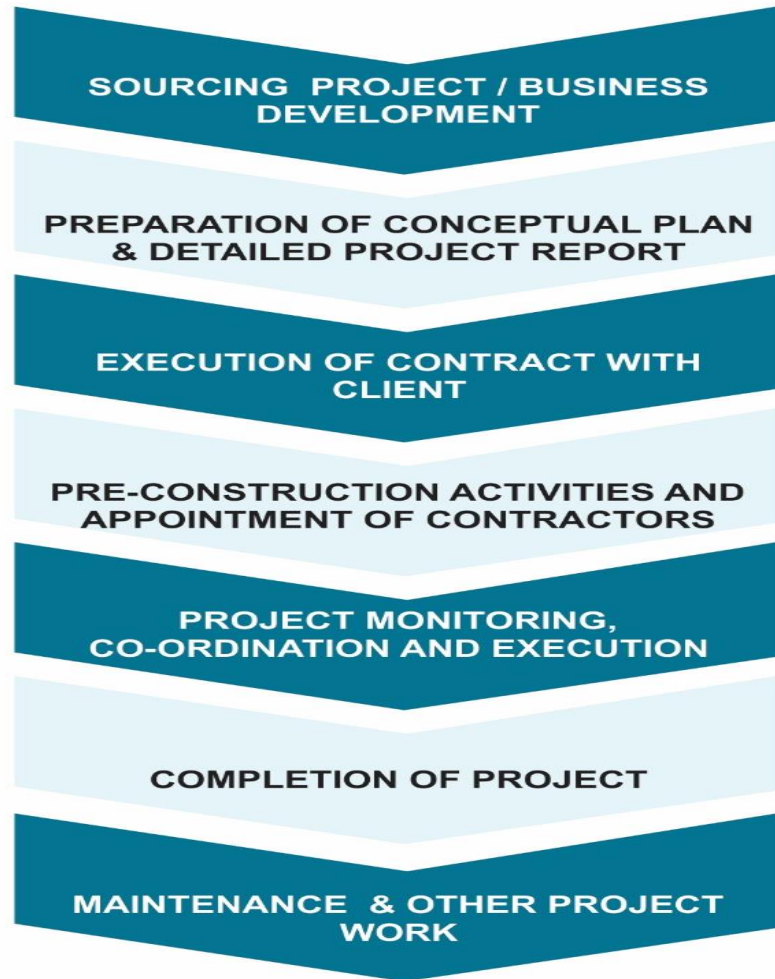 SOURCING PROJECT / BUSINESS
DEVELOPMENT
PREPARATION OF CONCEPTUAL PLAN
& DETAILED PROJECT REPORT
EXECUTION OF CONTRACT WITH
CLIENT
PRE-CONSTRUCTION ACTIVITIES AND
APPOINTMENT OF CONTRACTORS
PROJECT MONITORING,
CO-ORDINATION AND EXECUTION
COMPLETION OF PROJECT
MAINTENANCE & OTHER PROJECT
WORK